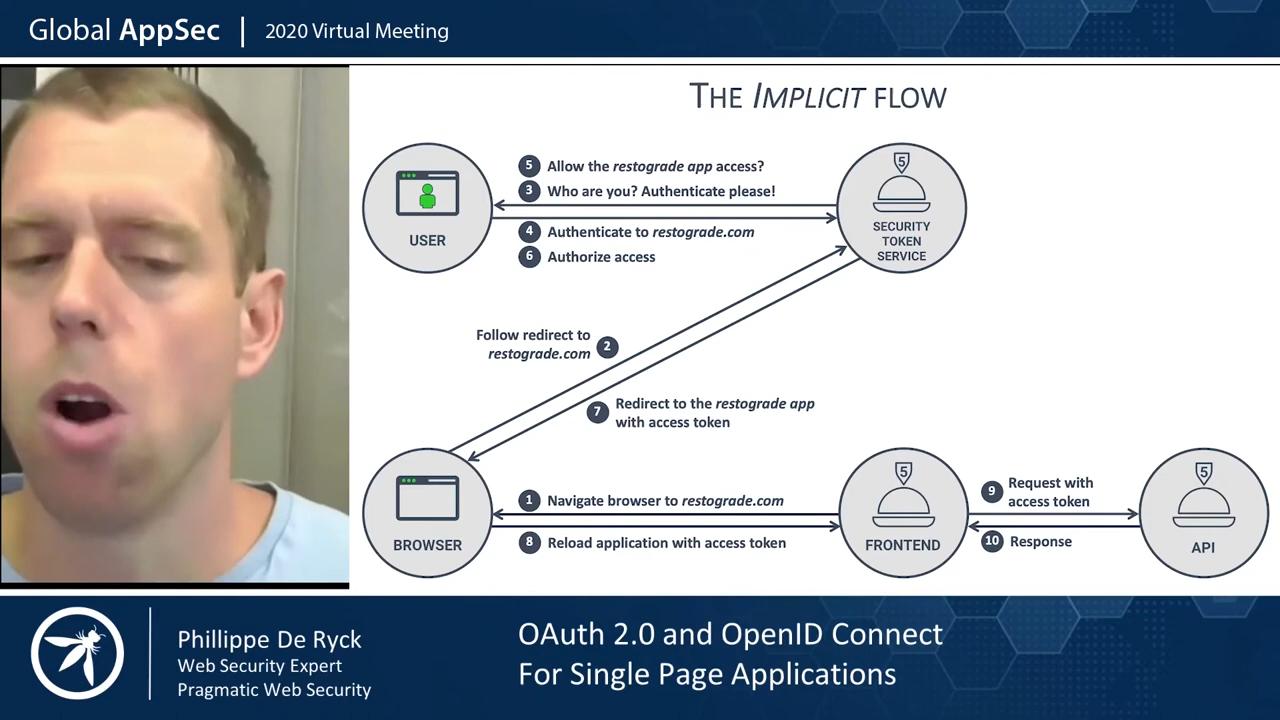 Global AppSec | 2020 Virtual Meeting
THE IMPLICIT FLOW
5 Allow the restograde app access?
3 Who are you? Authenticate please!
USER
4 Authenticate to restograde.com
6 Authorize access
5
SECURITY
TOKEN
SERVICE
Follow redirect to
restograde.com
2
7 Redirect to the restograde app
with access token
BROWSER
1 Navigate browser to restograde.com
8 Reload application with access token
5
FRONTEND
9 Request with
access token
10 Response
5
API
Phillippe De Ryck
Web Security Expert
Pragmatic Web Security
OAuth 2.0 and OpenID Connect
For Single Page Applications